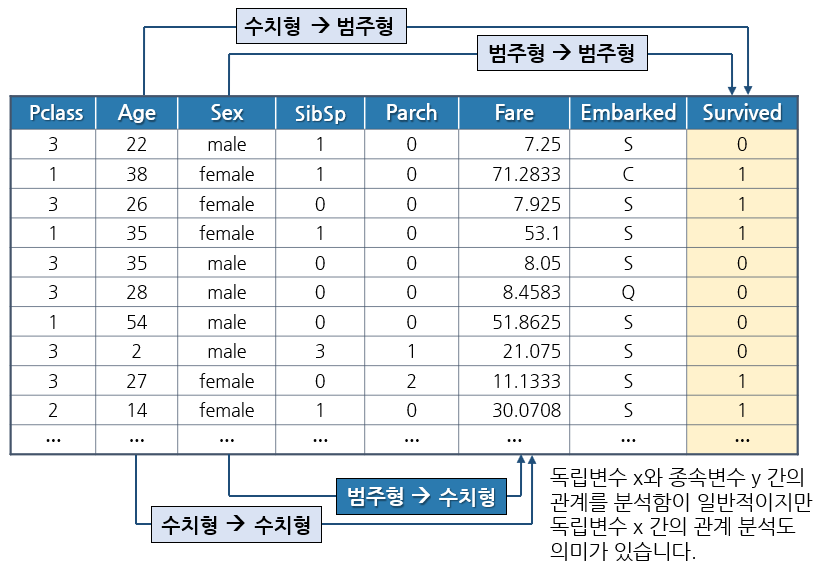 수치형 → 범주형
범주형 → 범주형
Pclass Age Sex SibSp Parch Fare Embarked Survived
3 22 male 1 0 7.25 S 0
1 38 female 1 0 71.2833 C 1
3 26 female 0 0 7.925 S 1
1 35 female 1 0 53.1 S 1
3 35 male 0 0 8.05 S 0
3 28 male 0 0 8.4583 Q 0
1 54 male 0 0 51.8625 S 0
3 2 male 3 1 21.075 S 0
3 27 female 0 2 11.1333 S 1
2 14 female 1 0 30.0708 S 1
... ... ... ... ... ... ... ...
범주형 → 수치형
수치형 → 수치형
독립변수 x와 종속변수 y 간의
관계를 분석함이 일반적이지만
독립변수 x 간의 관계 분석도
의미가 있습니다.